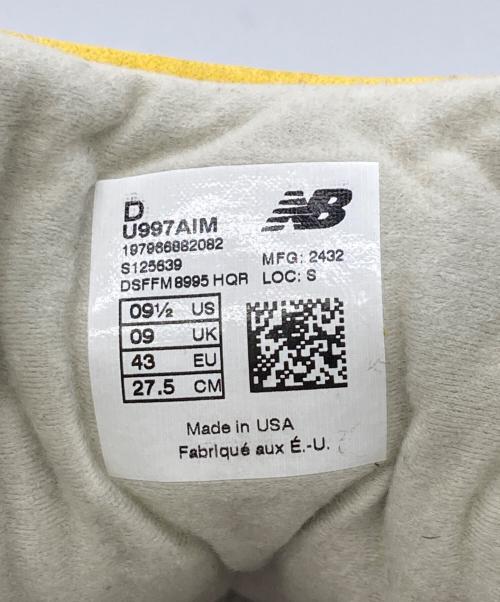 D
NB
U997AIM
197966882082
S125639
MFG: 2432
DSFFM8995 HQR LOC: S
09½ US
09 UK
43 EU
27.5 CM
Made in USA
Fabriqué aux É.-U.